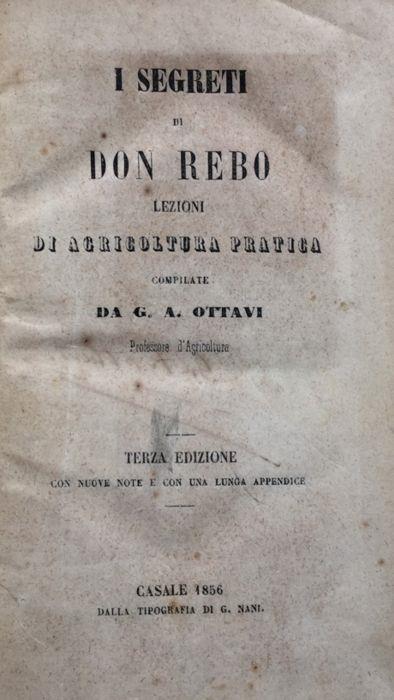 I SEGRETI
DI
DON REBO
LEZIONI
DI AGRICOLTURA PRATICA
COMPILATE
DA G. A. OTTAVI
Professore d'Agricoltura
TERZA EDIZIONE
CON NUOVE NOTE E CON UNA LUNGA APPENDICE
CASALE 1856
DALLA TIPOGRAFIA DI G. NANI.